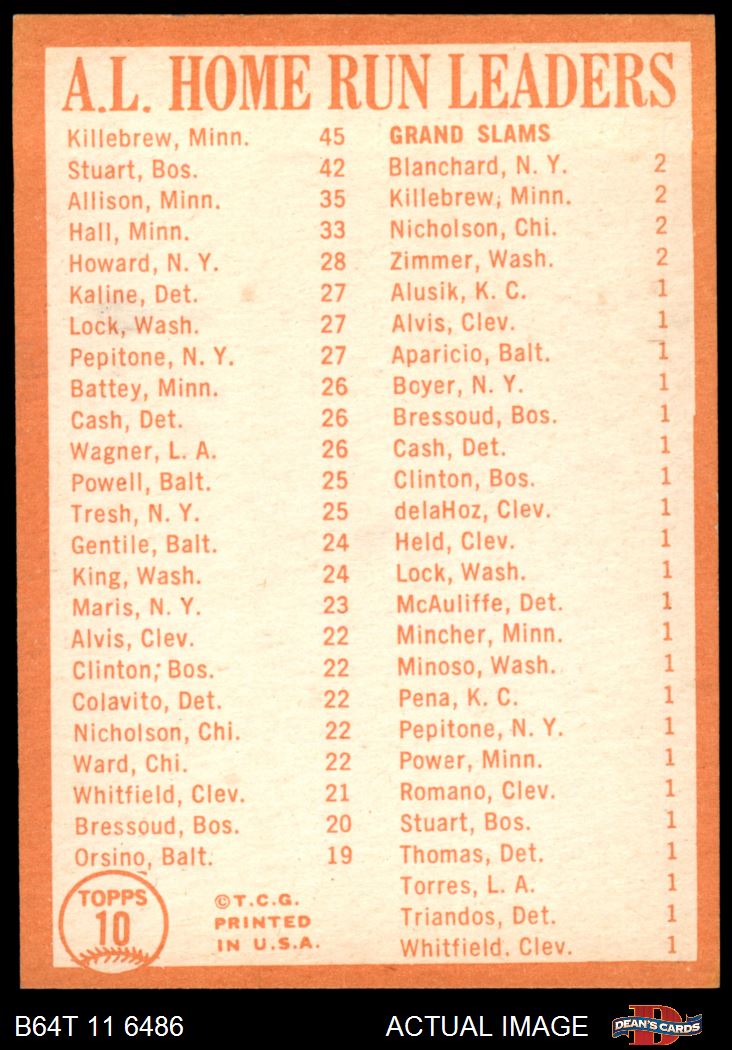 A.L. HOME RUN LEADERS
Killebrew, Minn. 45
Stuart, Bos. 42
Allison, Minn. 35
Hall, Minn. 33
Howard, N. Y. 28
Kaline, Det. 27
Lock, Wash. 27
Pepitone, N. Y. 27
Battey, Minn. 26
Cash, Det. 26
Wagner, L. A. 26
Powell, Balt. 25
Tresh, N. Y. 25
Gentile, Balt. 24
King, Wash. 24
Maris, N. Y. 23
Alvis, Clev. 22
Clinton, Bos. 22
Colavito, Det. 22
Nicholson, Chi. 22
Ward, Chi. 22
Whitfield, Clev. 21
Bressoud, Bos. 20
Orsino, Balt. 19
GRAND SLAMS
Blanchard, N. Y. 2
Killebrew, Minn. 2
Nicholson, Chi. 2
Zimmer, Wash. 2
Alusik, K. C. 1
Alvis, Clev. 1
Aparicio, Balt. 1
Boyer, N. Y. 1
Bressoud, Bos. 1
Cash, Det. 1
Clinton, Bos. 1
delaHoz, Clev. 1
Held, Clev. 1
Lock, Wash. 1
McAuliffe, Det. 1
Mincher, Minn. 1
Minoso, Wash. 1
Pena, K. C. 1
Pepitone, N. Y. 1
Power, Minn. 1
Romano, Clev. 1
Stuart, Bos. 1
Thomas, Det. 1
Torres, L. A. 1
Triandos, Det. 1
Whitfield, Clev. 1
TOPPS
10
©T.C.G.
PRINTED
IN U.S.A.
B64T 11 6486
ACTUAL IMAGE
D
DEAN'S CARDS